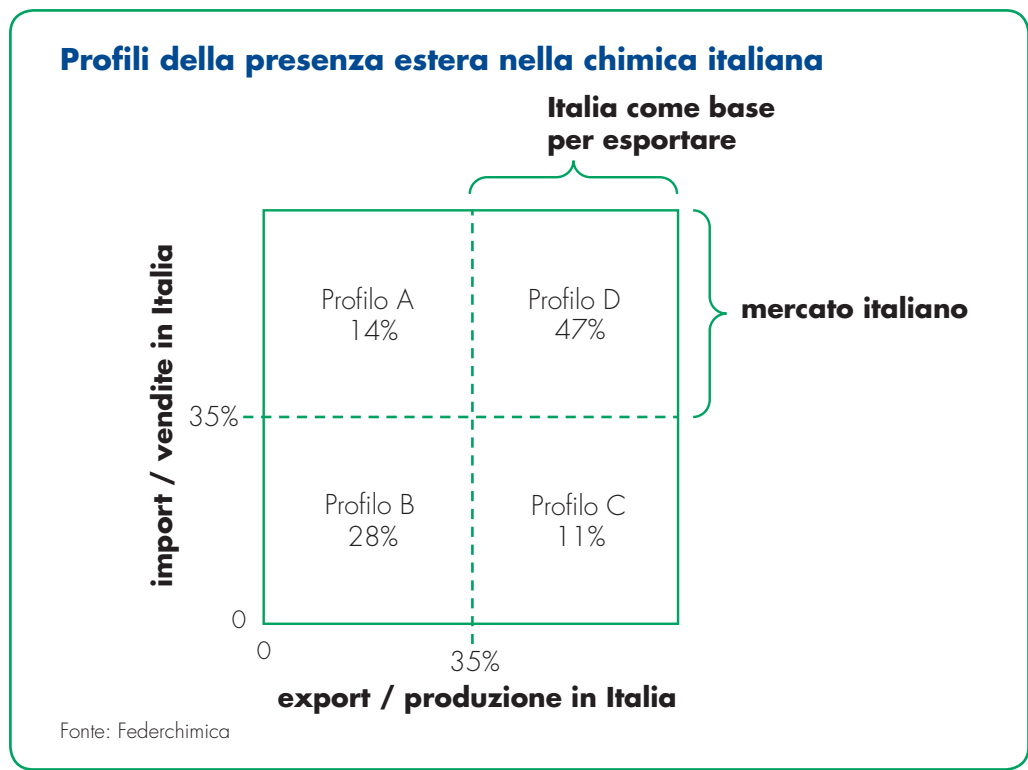 Profili della presenza estera nella chimica italiana
Italia come base
per esportare
import / vendite in Italia
Profilo A
14%
Profilo D
47%
mercato italiano
35%
Profilo B
28%
Profilo C
11%
0
0
35%
export / produzione in Italia
Fonte: Federchimica